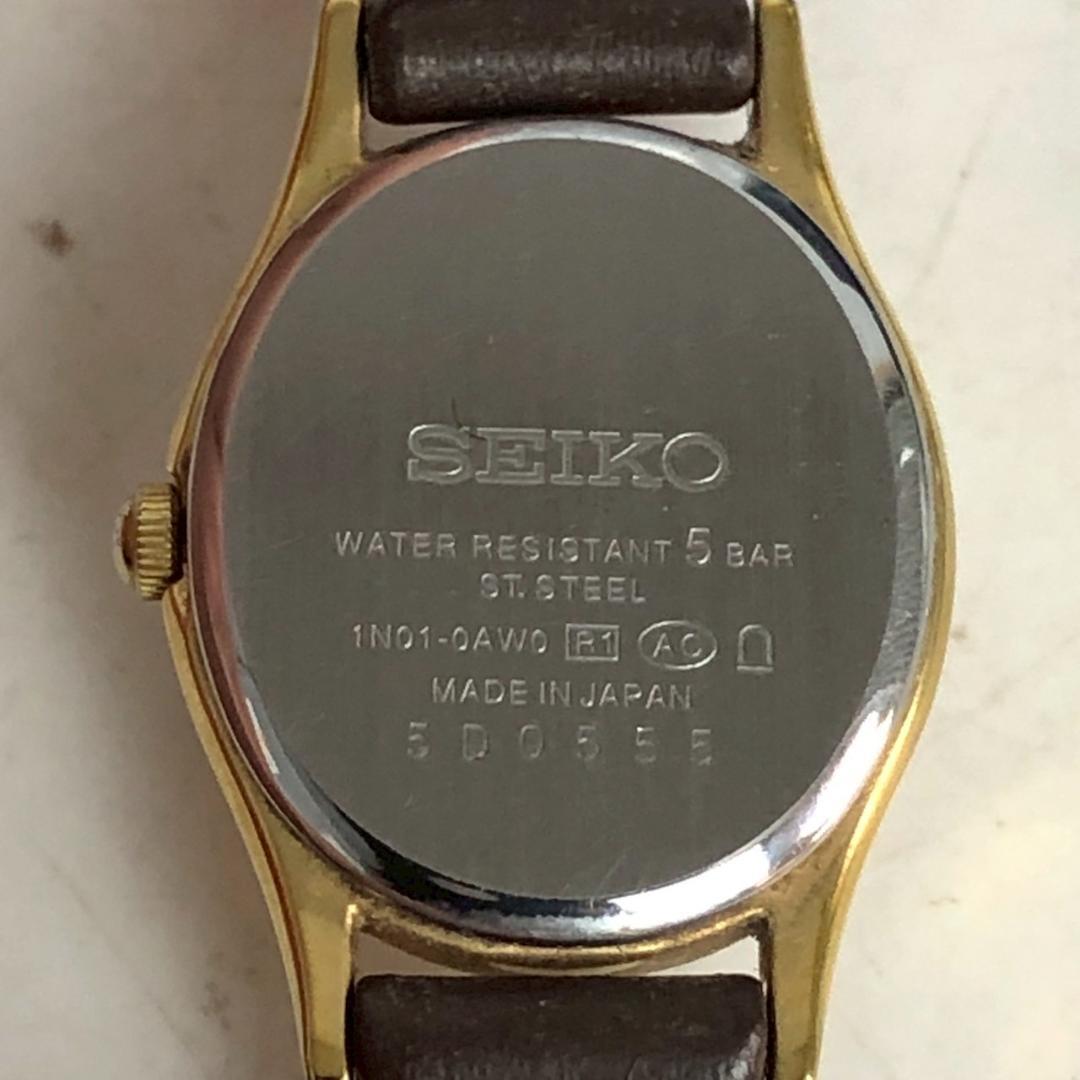 SEIKO
WATER RESISTANT 5 BAR
ST. STEEL
1N01-0AW0 R1 AC
MADE IN JAPAN
5D0555